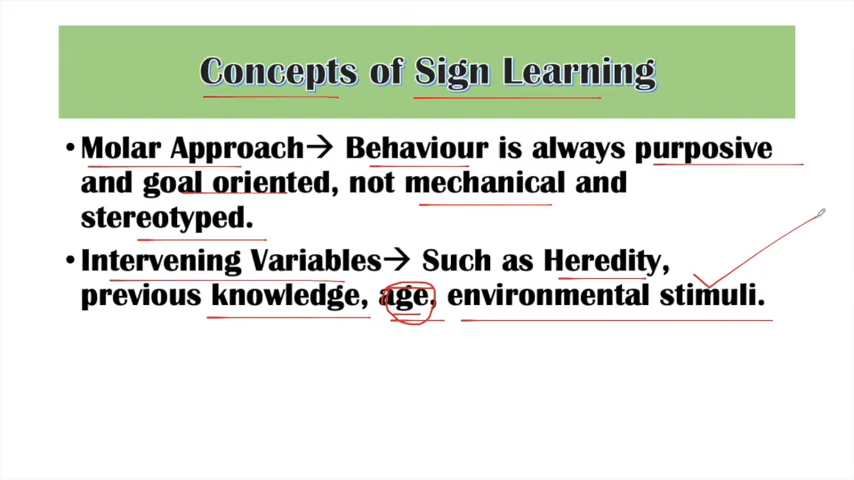 Concepts of Sign Learning
• Molar Approach→ Behaviour is always purposive
and goal oriented, not mechanical and
stereotyped.
• Intervening Variables→ Such as Heredity,
previous knowledge, age, environmental stimuli.